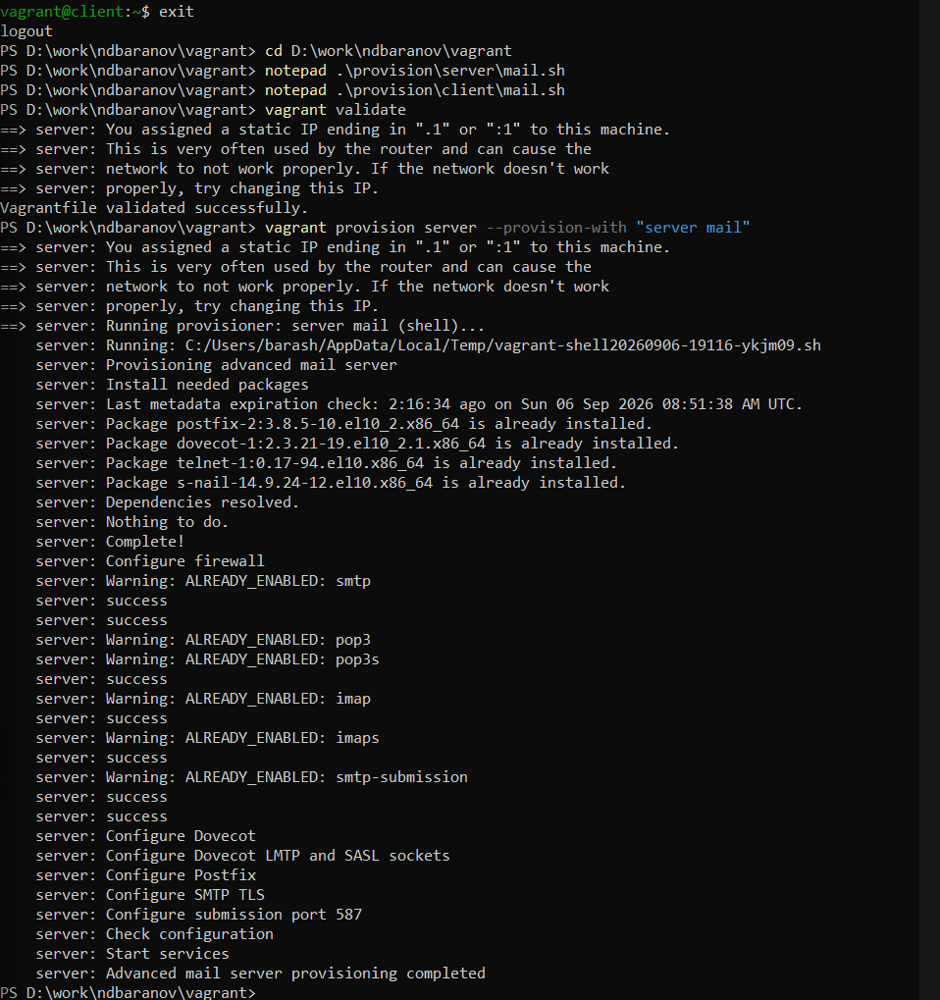 vagrant@client:~$ exit
logout
PS D:\work\ndbaranov\vagrant> cd D:\work\ndbaranov\vagrant
PS D:\work\ndbaranov\vagrant> notepad .\provision\server\mail.sh
PS D:\work\ndbaranov\vagrant> notepad .\provision\client\mail.sh
PS D:\work\ndbaranov\vagrant> vagrant validate
==> server: You assigned a static IP ending in ".1" or ":1" to this machine.
==> server: This is very often used by the router and can cause the
==> server: network to not work properly. If the network doesn't work
==> server: properly, try changing this IP.
Vagrantfile validated successfully.
PS D:\work\ndbaranov\vagrant> vagrant provision server --provision-with "server mail"
==> server: You assigned a static IP ending in ".1" or ":1" to this machine.
==> server: This is very often used by the router and can cause the
==> server: network to not work properly. If the network doesn't work
==> server: properly, try changing this IP.
==> server: Running provisioner: server mail (shell)...
    server: Running: C:/Users/barash/AppData/Local/Temp/vagrant-shell20260906-19116-ykjm09.sh
    server: Provisioning advanced mail server
    server: Install needed packages
    server: Last metadata expiration check: 2:16:34 ago on Sun 06 Sep 2026 08:51:38 AM UTC.
    server: Package postfix-2:3.8.5-10.el10_2.x86_64 is already installed.
    server: Package dovecot-1:2.3.21-19.el10_2.1.x86_64 is already installed.
    server: Package telnet-1:0.17-94.el10.x86_64 is already installed.
    server: Package s-nail-14.9.24-12.el10.x86_64 is already installed.
    server: Dependencies resolved.
    server: Nothing to do.
    server: Complete!
    server: Configure firewall
    server: Warning: ALREADY_ENABLED: smtp
    server: success
    server: success
    server: Warning: ALREADY_ENABLED: pop3
    server: Warning: ALREADY_ENABLED: pop3s
    server: success
    server: Warning: ALREADY_ENABLED: imap
    server: success
    server: Warning: ALREADY_ENABLED: imaps
    server: success
    server: Warning: ALREADY_ENABLED: smtp-submission
    server: success
    server: success
    server: Configure Dovecot
    server: Configure Dovecot LMTP and SASL sockets
    server: Configure Postfix
    server: Configure SMTP TLS
    server: Configure submission port 587
    server: Check configuration
    server: Start services
    server: Advanced mail server provisioning completed
PS D:\work\ndbaranov\vagrant>